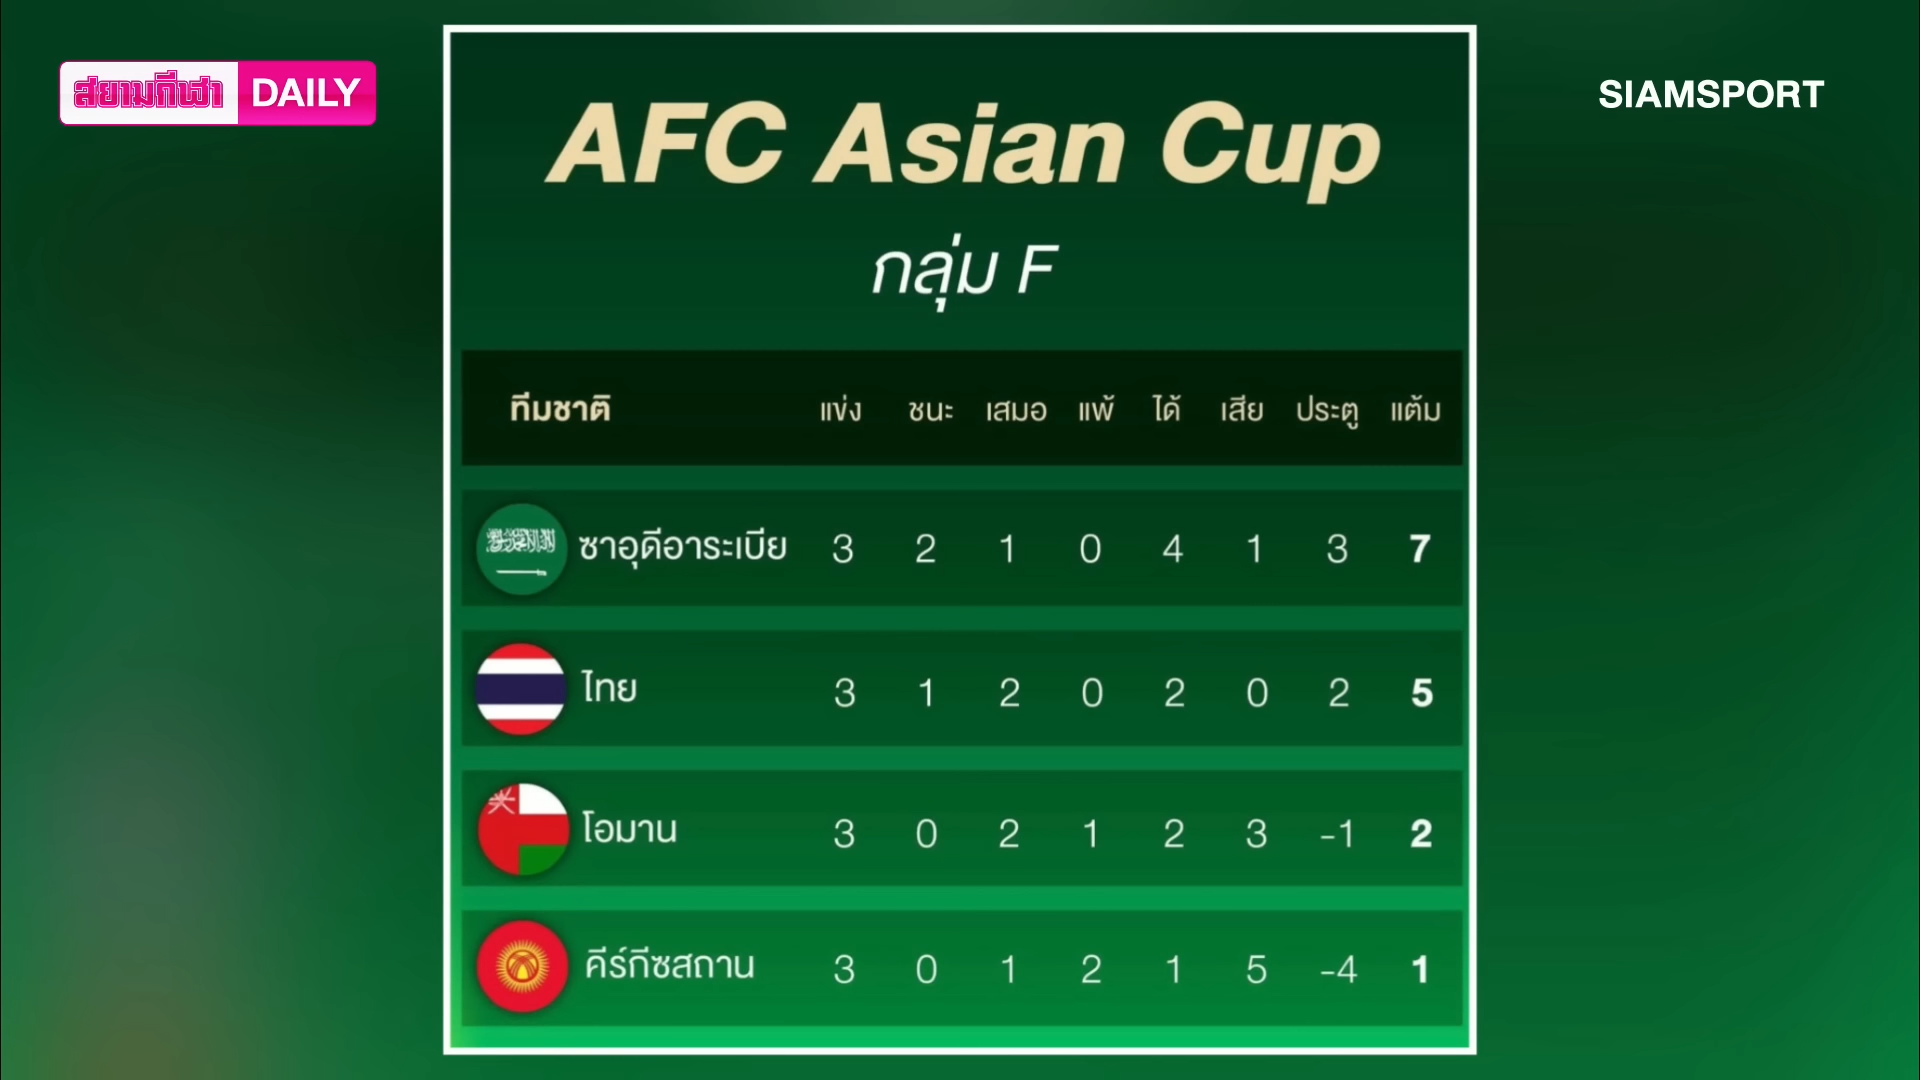 สยามกีฬา DAILY
SIAMSPORT
AFC Asian Cup
กลุ่ม F
ทีมชาติ แข่ง ชนะ เสมอ แพ้ ได้ เสีย ประตู แต้ม
ซาอุดีอาระเบีย 3 2 1 0 4 1 3 7
ไทย 3 1 2 0 2 0 2 5
โอมาน 3 0 2 1 2 3 -1 2
คีร์กีซสถาน 3 0 1 2 1 5 -4 1